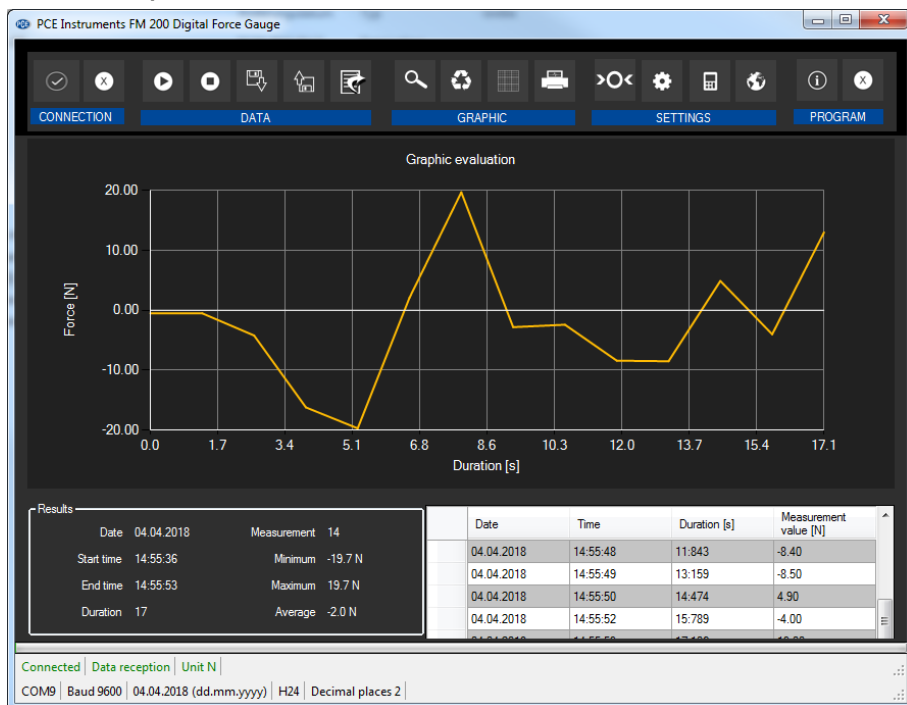 PCE Instruments FM 200 Digital Force Gauge
CONNECTION DATA GRAPHIC SETTINGS PROGRAM
Graphic evaluation
20.00
10.00
0.00
-10.00
-20.00
Force [N]
0.0 1.7 3.4 5.1 6.8 8.6 10.3 12.0 13.7 15.4 17.1
Duration [s]
Results
Date 04.04.2018 Measurement 14
Start time 14:55:36 Minimum -19.7 N
End time 14:55:53 Maximum 19.7 N
Duration 17 Average -2.0 N
Date Time Duration [s] Measurement value [N]
04.04.2018 14:55:48 11:843 -8.40
04.04.2018 14:55:49 13:159 -8.50
04.04.2018 14:55:50 14:474 4.90
04.04.2018 14:55:52 15:789 -4.00
Connected Data reception Unit N
COM9 Baud 9600 04.04.2018 (dd.mm.yyyy) H24 Decimal places 2